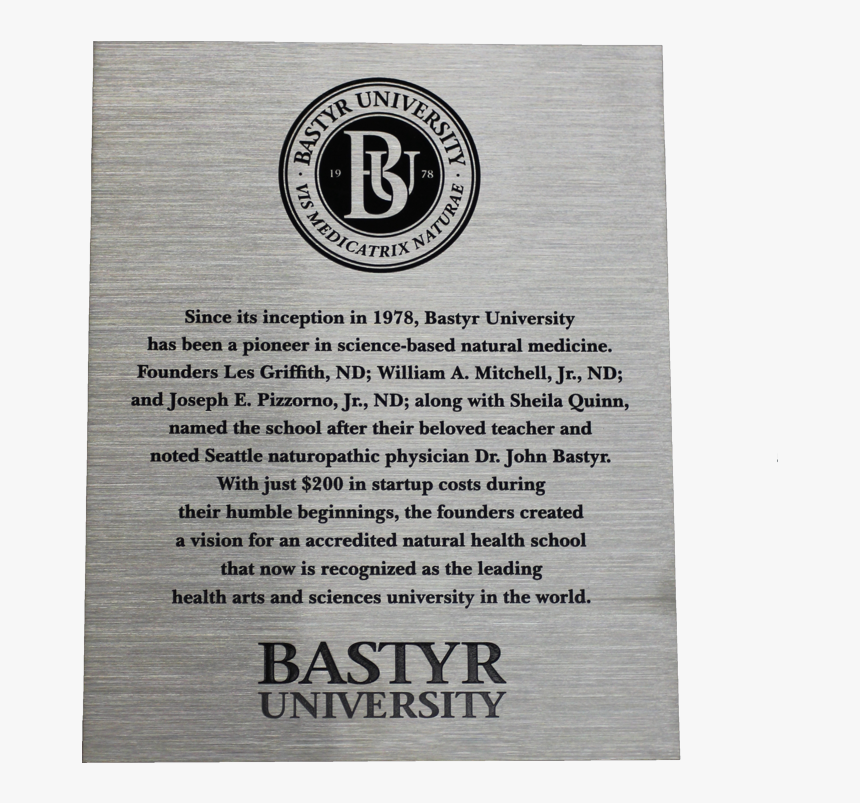 BASTYR UNIVERSITY
19 BU 78
· VIS MEDICATRIX NATURAE ·
Since its inception in 1978, Bastyr University
has been a pioneer in science-based natural medicine.
Founders Les Griffith, ND; William A. Mitchell, Jr., ND;
and Joseph E. Pizzorno, Jr., ND; along with Sheila Quinn,
named the school after their beloved teacher and
noted Seattle naturopathic physician Dr. John Bastyr.
With just $200 in startup costs during
their humble beginnings, the founders created
a vision for an accredited natural health school
that now is recognized as the leading
health arts and sciences university in the world.
BASTYR
UNIVERSITY